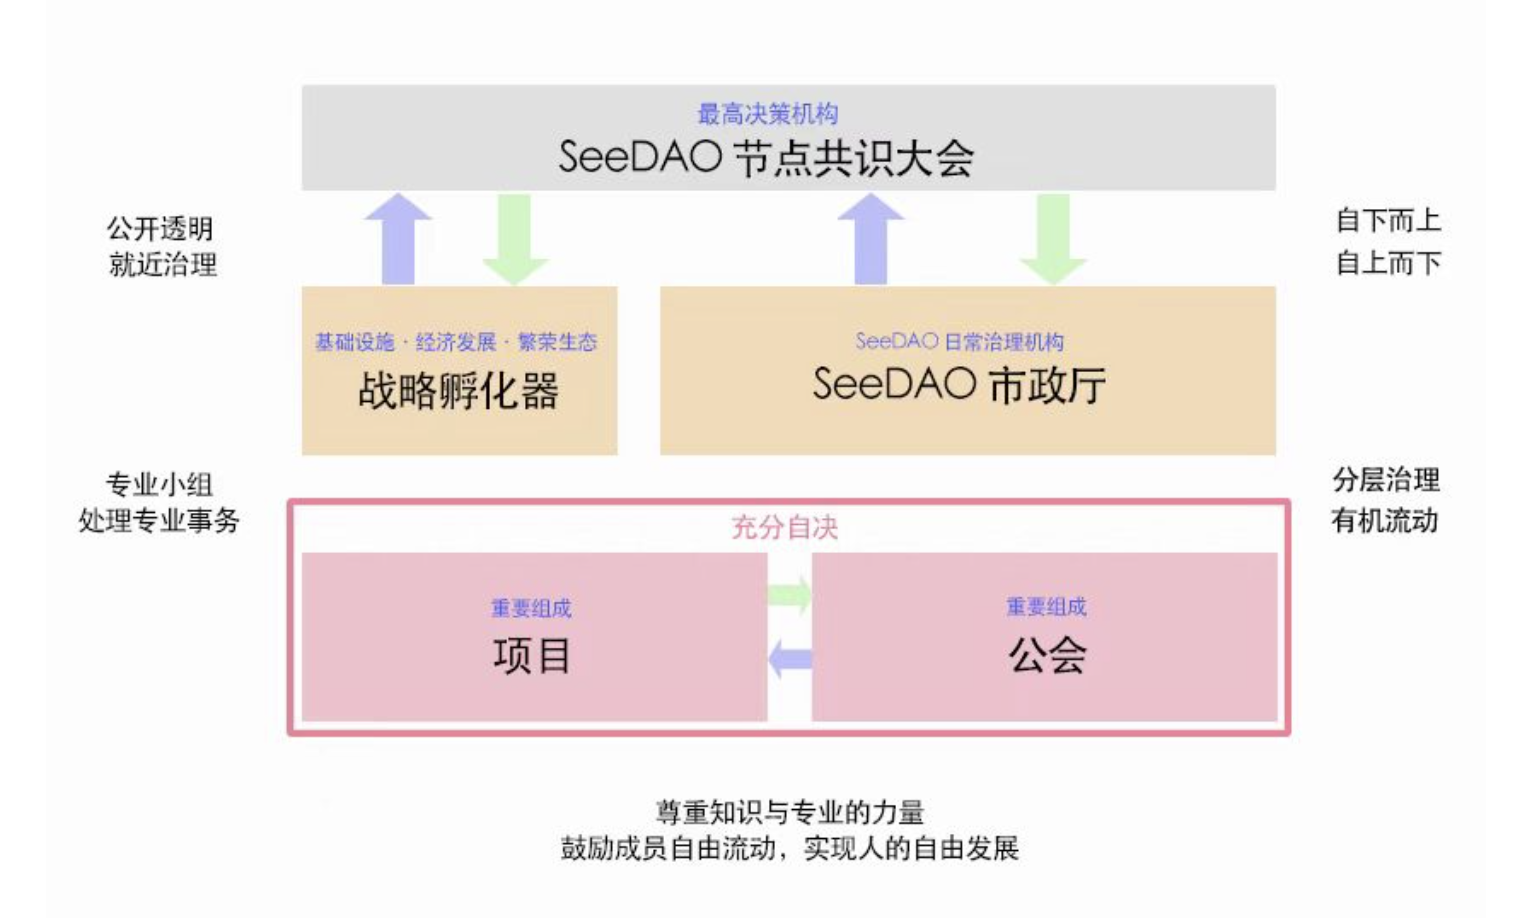 最高决策机构
SeeDAO 节点共识大会
公开透明
就近治理
自下而上
自上而下
基础设施·经济发展·繁荣生态
战略孵化器
SeeDAO 日常治理机构
SeeDAO 市政厅
专业小组
处理专业事务
分层治理
有机流动
充分自决
重要组成
项目
重要组成
公会
尊重知识与专业的力量
鼓励成员自由流动，实现人的自由发展